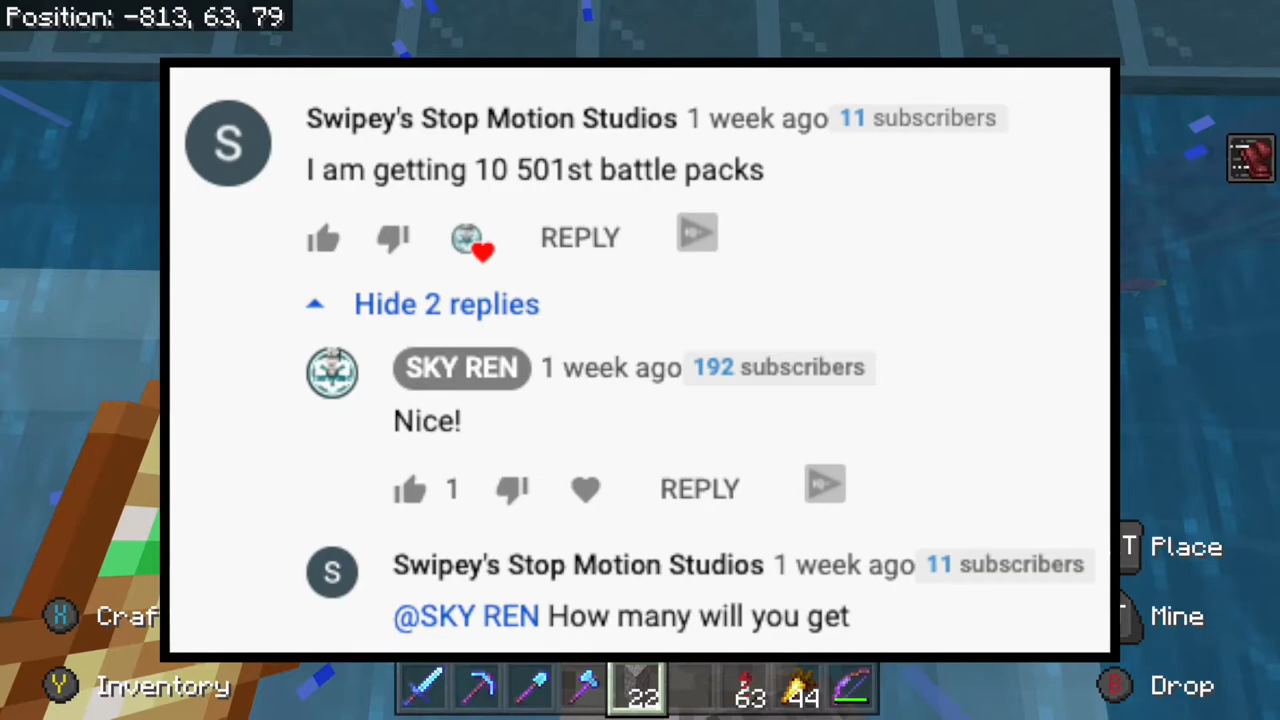 Position: -813, 63, 79
S
Swipey's Stop Motion Studios 1 week ago 11 subscribers
I am getting 10 501st battle packs
REPLY
Hide 2 replies
SKY REN 1 week ago 192 subscribers
Nice!
1 REPLY
S
Swipey's Stop Motion Studios 1 week ago 11 subscribers
@SKY REN How many will you get
T Place
X Craf
Mine
Y Inventory
22 63 44
B Drop